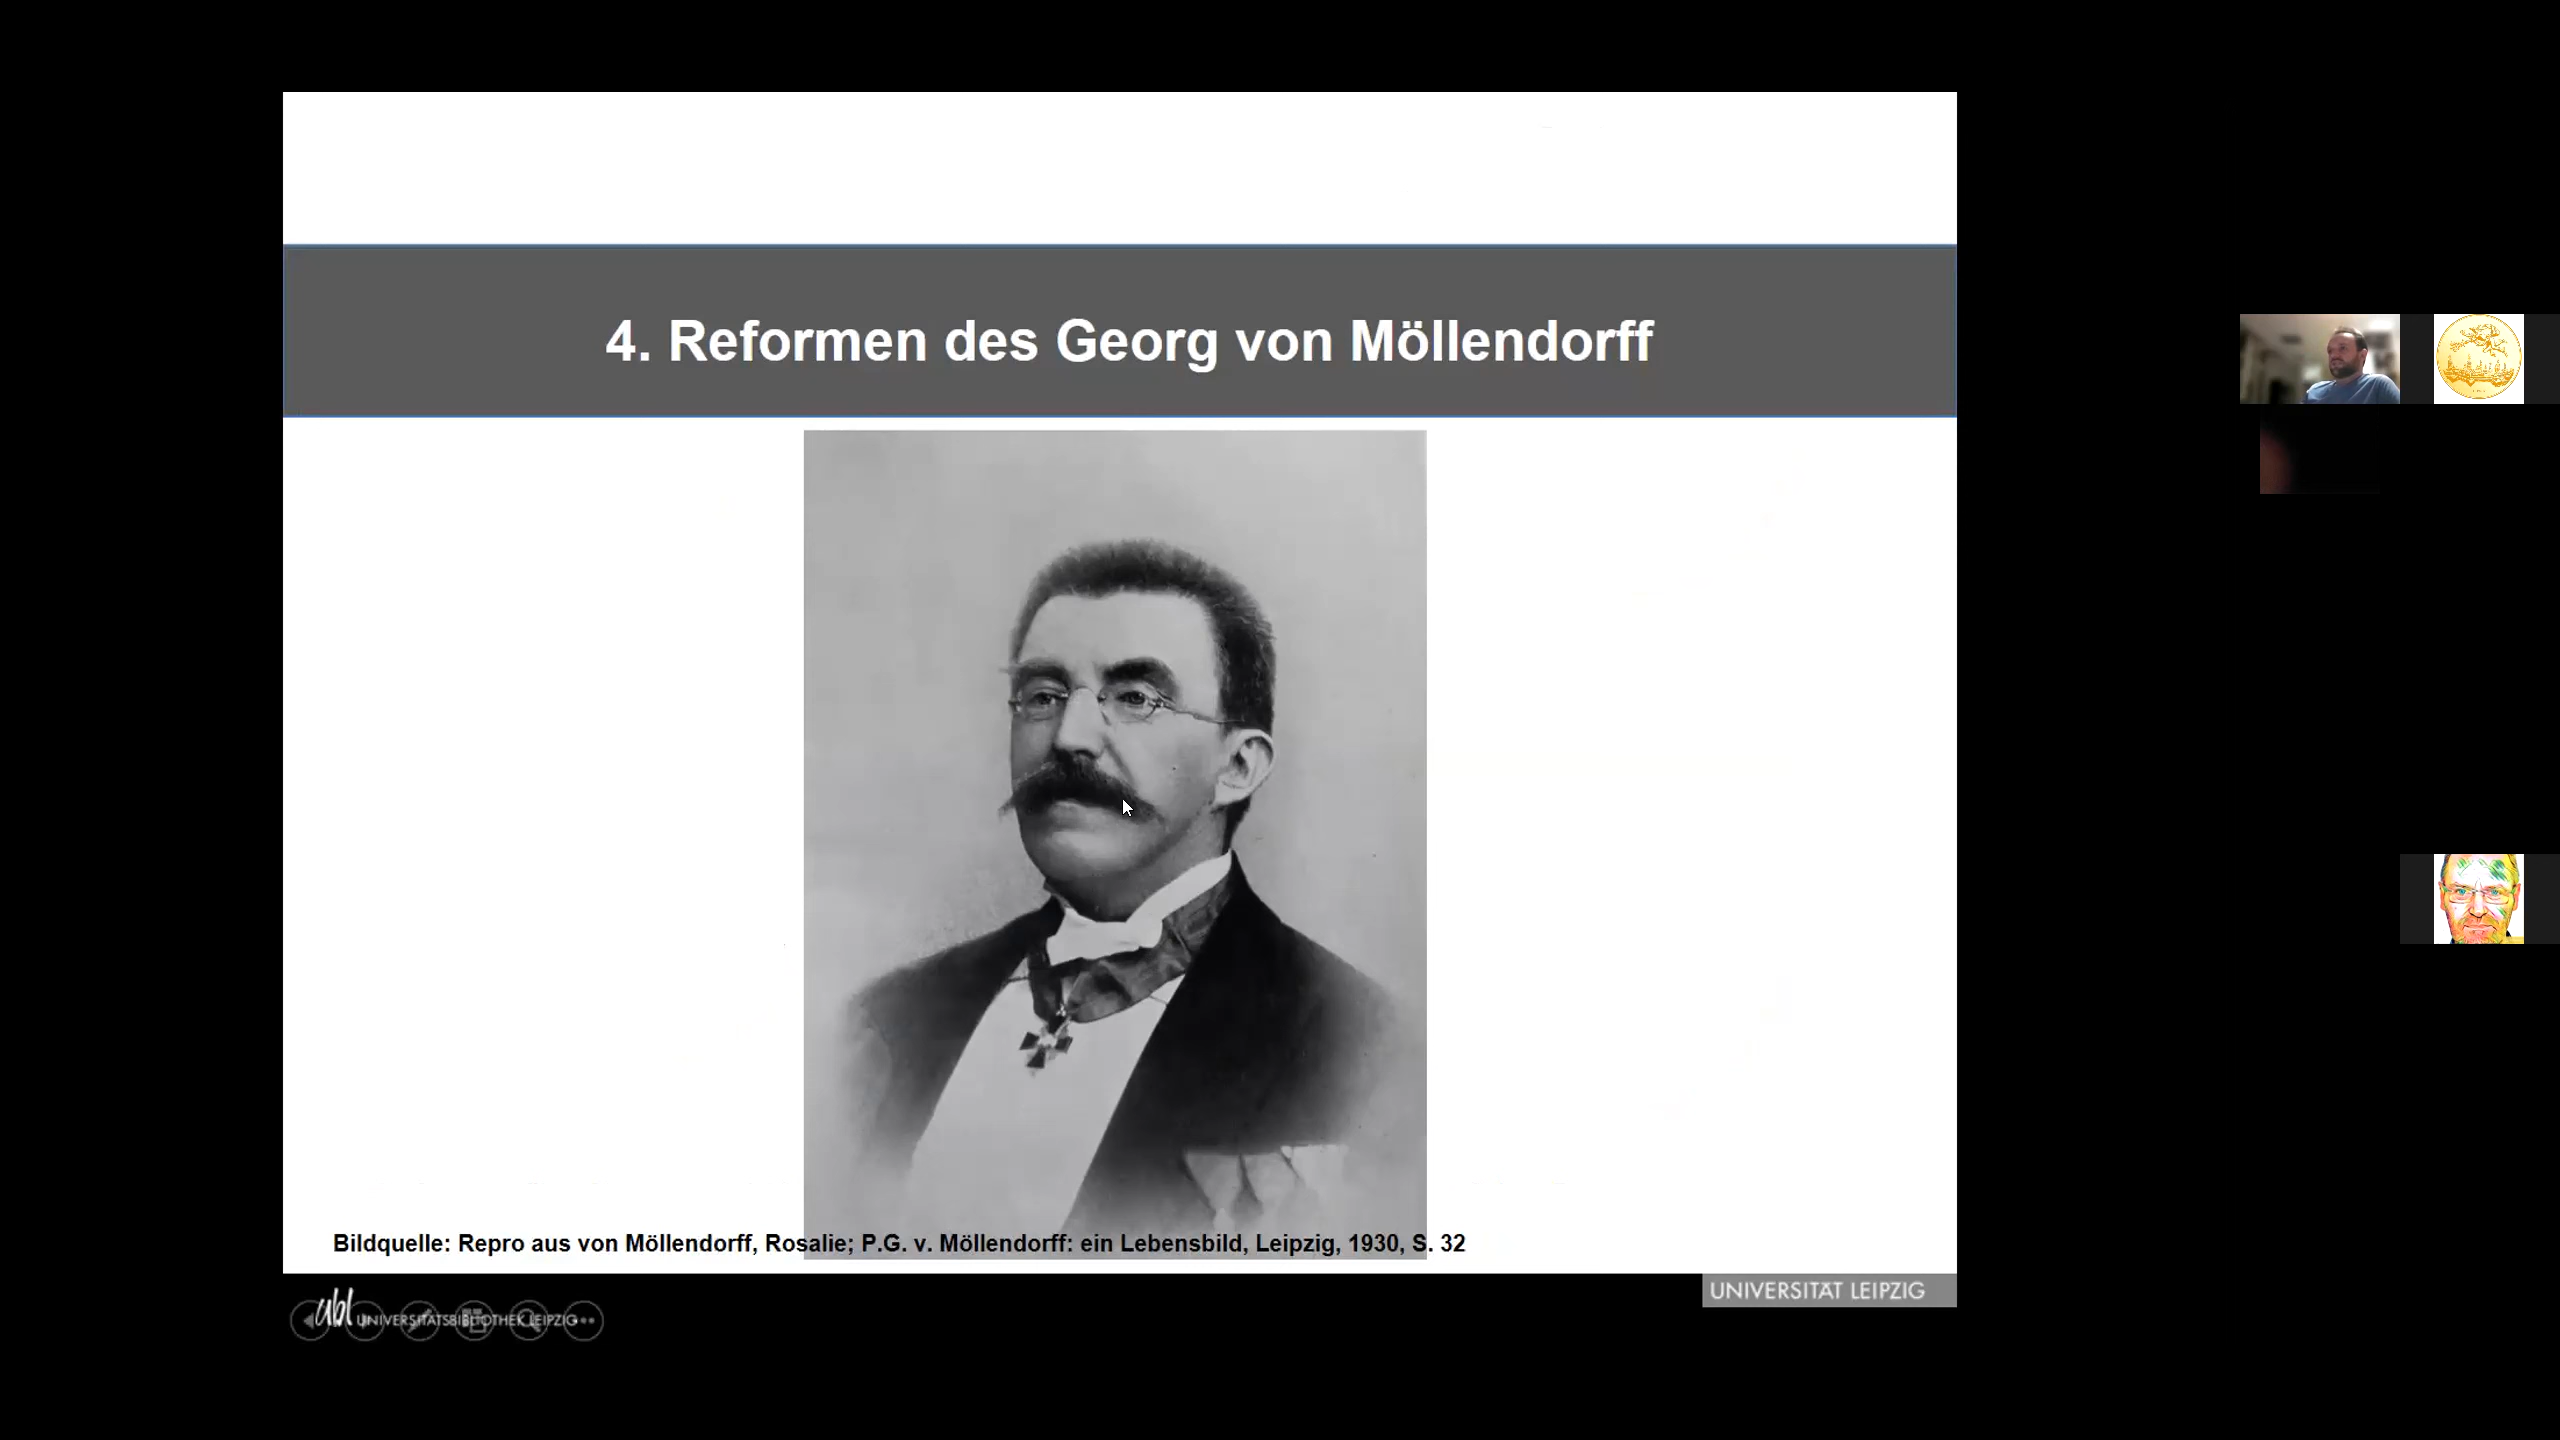 4. Reformen des Georg von Möllendorff
Bildquelle: Repro aus von Möllendorff, Rosalie; P.G. v. Möllendorff: ein Lebensbild, Leipzig, 1930, S. 32
UNIVERSITÄT LEIPZIG
ubl UNIVERSITÄTSBIBLIOTHEK LEIPZIG